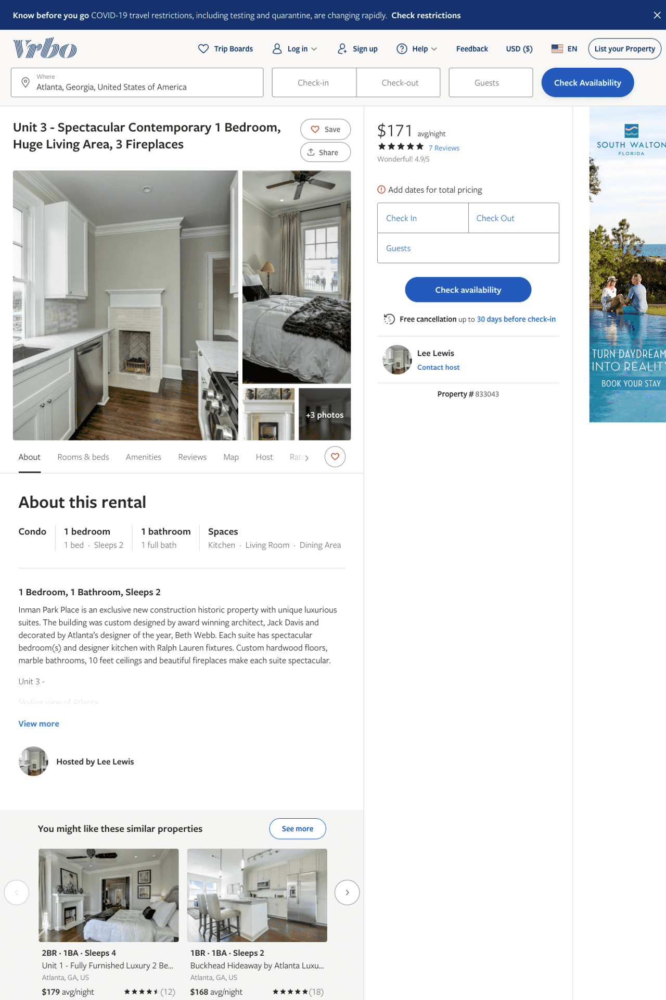 Know before you go COVID-19 travel restrictions, including testing and quarantine, are changing rapidly. Check restrictions
Vrbo
Trip Boards
Log in
Sign up
Help
Feedback
USD ($)
EN
List your Property
Where
Atlanta, Georgia, United States of America
Check-in
Check-out
Guests
Check Availability
Unit 3 - Spectacular Contemporary 1 Bedroom,
Huge Living Area, 3 Fireplaces
Save
Share
+3 photos
$171 avg/night
7 Reviews
Wonderful! 4.9/5
Add dates for total pricing
Check In
Check Out
Guests
Check availability
Free cancellation up to 30 days before check-in
Lee Lewis
Contact host
Property # 833043
SOUTH WALTON
FLORIDA
TURN DAYDREAM
INTO REALITY
BOOK YOUR STAY
About
Rooms & beds
Amenities
Reviews
Map
Host
Rate
About this rental
Condo
1 bedroom
1 bed · Sleeps 2
1 bathroom
1 full bath
Spaces
Kitchen · Living Room · Dining Area
1 Bedroom, 1 Bathroom, Sleeps 2
Inman Park Place is an exclusive new construction historic property with unique luxurious
suites. The building was custom designed by award winning architect, Jack Davis and
decorated by Atlanta's designer of the year, Beth Webb. Each suite has spectacular
bedroom(s) and designer kitchen with Ralph Lauren fixtures. Custom hardwood floors,
marble bathrooms, 10 feet ceilings and beautiful fireplaces make each suite spectacular.
Unit 3 -
Skyline view of Atlanta
View more
Hosted by Lee Lewis
You might like these similar properties
See more
2BR · 1BA · Sleeps 4
Unit 1 - Fully Furnished Luxury 2 Be...
Atlanta, GA, US
$179 avg/night
(12)
1BR · 1BA · Sleeps 2
Buckhead Hideaway by Atlanta Luxu...
Atlanta, GA, US
$168 avg/night
(18)